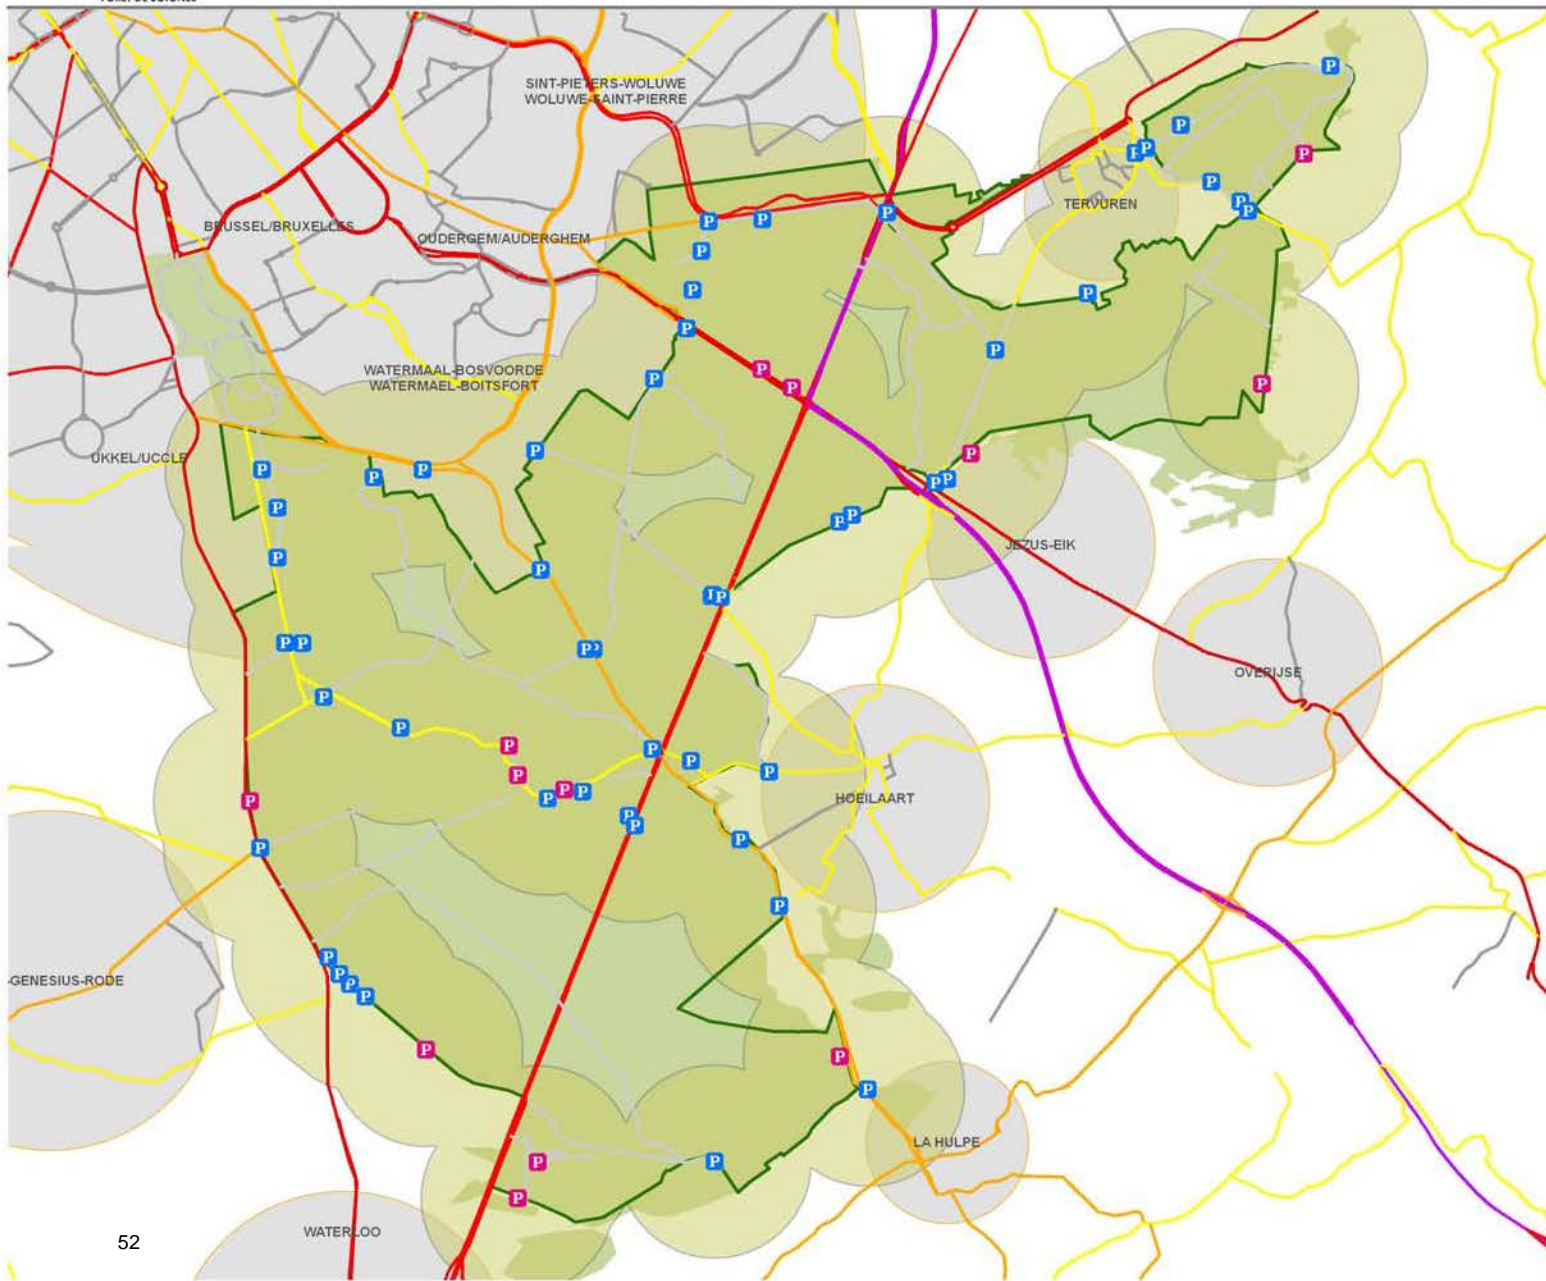 SINT-PIETERS-WOLUWE
WOLUWE-SAINT-PIERRE
TERVUREN
BRUSSEL/BRUXELLES
OUDERGEM/AUDERGHEM
WATERMAAL-BOSVOORDE
WATERMAEL-BOITSFORT
UKKEL/UCCLE
JEZUS-EIK
OVERIJSE
HOEILAART
-GENESIUS-RODE
LA HULPE
WATERLOO
52